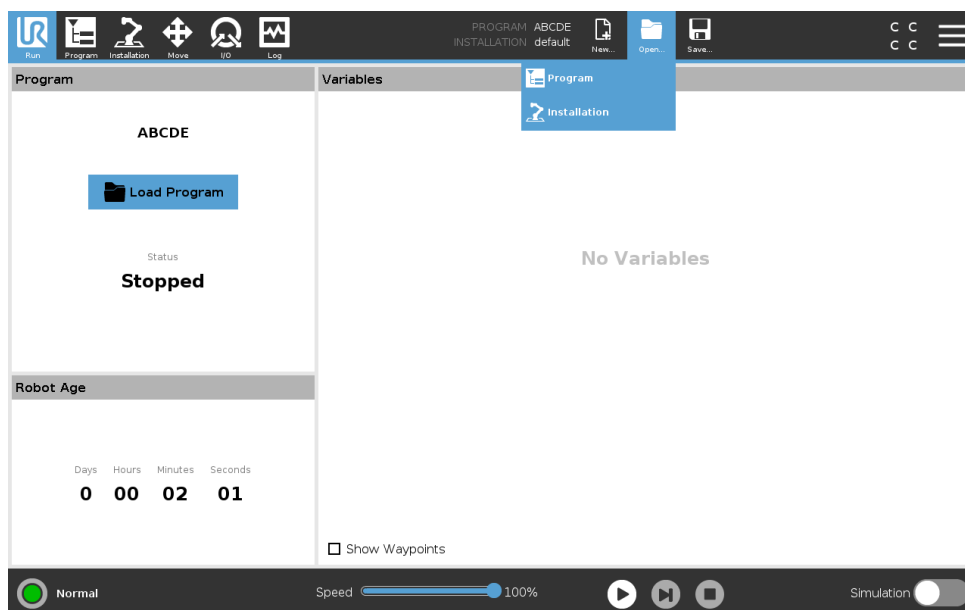 UR
Run
Program
Installation
Move
I/O
Log
PROGRAM ABCDE
INSTALLATION default
New...
Open...
Save...
C C
C C
Program
Installation
Program
Variables
ABCDE
Load Program
Status
Stopped
No Variables
Robot Age
Days Hours Minutes Seconds
0 00 02 01
Show Waypoints
Normal
Speed 100%
Simulation